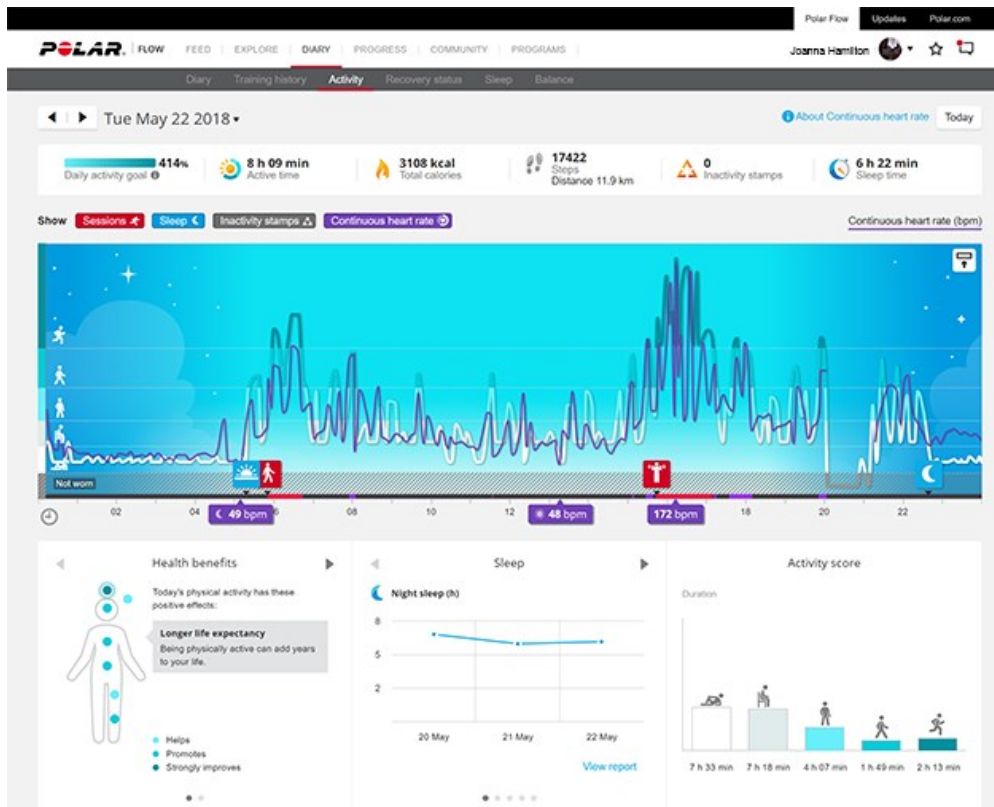 Polar Flow Updates Polar.com
POLAR. FLOW FEED EXPLORE DIARY PROGRESS COMMUNITY PROGRAMS Joanna Hamilton
Diary Training history Activity Recovery status Sleep Balance
Tue May 22 2018 About Continuous heart rate Today
414% 8 h 09 min 3108 kcal 17422 0 6 h 22 min
Daily activity goal Active time Total calories Steps Inactivity stamps Sleep time
Distance 11.9 km
Show Sessions Sleep Inactivity stamps Continuous heart rate Continuous heart rate (bpm)
Not worn
02 04 6 08 10 12 18 20 22
49 bpm 48 bpm 172 bpm
Health benefits
Today's physical activity has these
positive effects:
Longer life expectancy
Being physically active can add years
to your life.
Helps
Promotes
Strongly improves
Sleep
Night sleep (h)
8
5
2
20 May 21 May 22 May
View report
Activity score
Duration
7 h 33 min 7 h 18 min 4 h 07 min 1 h 49 min 2 h 13 min